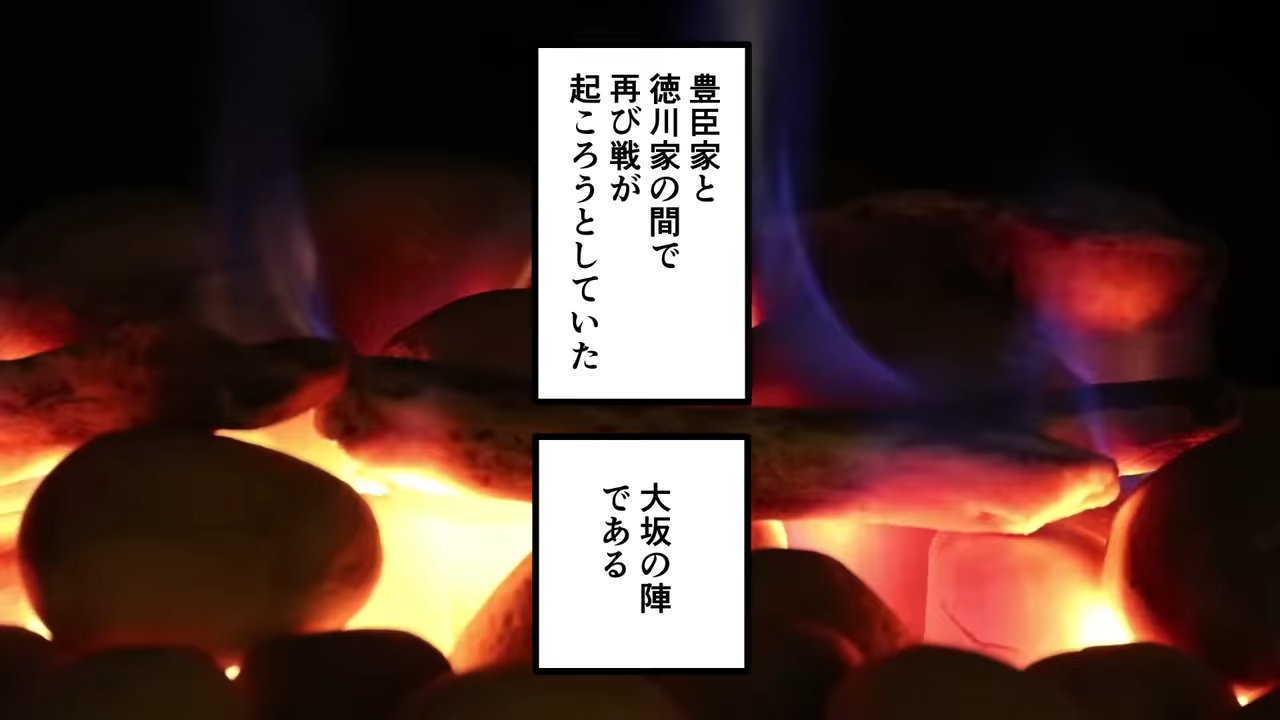 豊臣家と
徳川家の間で
再び戦が
起ころうとしていた
大坂の陣
である